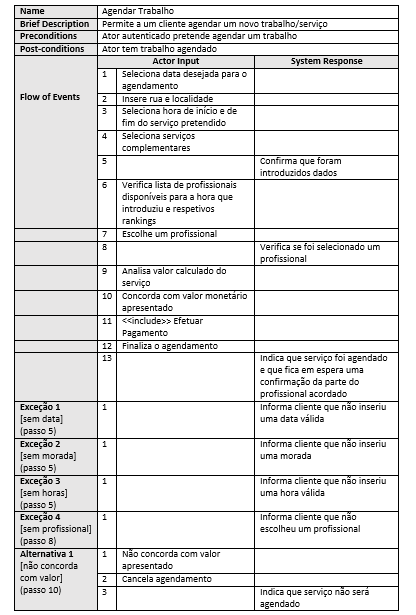 Name Agendar Trabalho
Brief Description Permite a um cliente agendar um novo trabalho/serviço
Preconditions Ator autenticado pretende agendar um trabalho
Post-conditions Ator tem trabalho agendado
Flow of Events
Actor Input System Response
1 Seleciona data desejada para o
agendamento
2 Insere rua e localidade
3 Seleciona hora de início e de
fim do serviço pretendido
4 Seleciona serviços
complementares
5 Confirma que foram
introduzidos dados
6 Verifica lista de profissionais
disponíveis para a hora que
introduziu e respetivos
rankings
7 Escolhe um profissional
8 Verifica se foi selecionado um
profissional
9 Analisa valor calculado do
serviço
10 Concorda com valor monetário
apresentado
11 <<include>> Efetuar
Pagamento
12 Finaliza o agendamento
13 Indica que serviço foi agendado
e que fica em espera uma
confirmação da parte do
profissional acordado
Exceção 1
[sem data]
(passo 5)
1 Informa cliente que não inseriu
uma data válida
Exceção 2
[sem morada]
(passo 5)
1 Informa cliente que não inseriu
uma morada
Exceção 3
[sem horas]
(passo 5)
1 Informa cliente que não inseriu
uma hora válida
Exceção 4
[sem profissional]
(passo 8)
1 Informa cliente que não
escolheu um profissional
Alternativa 1
[não concorda
com valor]
(passo 10)
1 Não concorda com valor
apresentado
2 Cancela agendamento
3 Indica que serviço não será
agendado